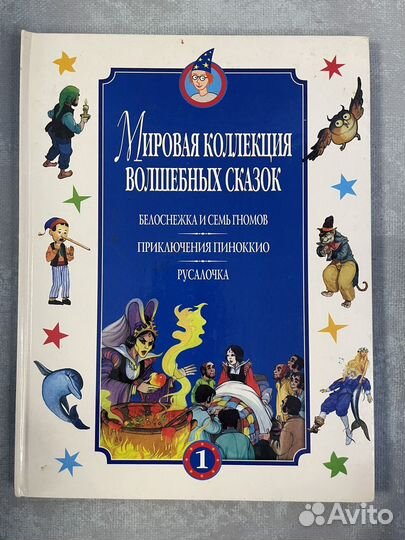 МИРОВАЯ КОЛЛЕКЦИЯ
ВОЛШЕБНЫХ СКАЗОК
БЕЛОСНЕЖКА И СЕМЬ ГНОМОВ
ПРИКЛЮЧЕНИЯ ПИНОККИО
РУСАЛОЧКА
1
Avito